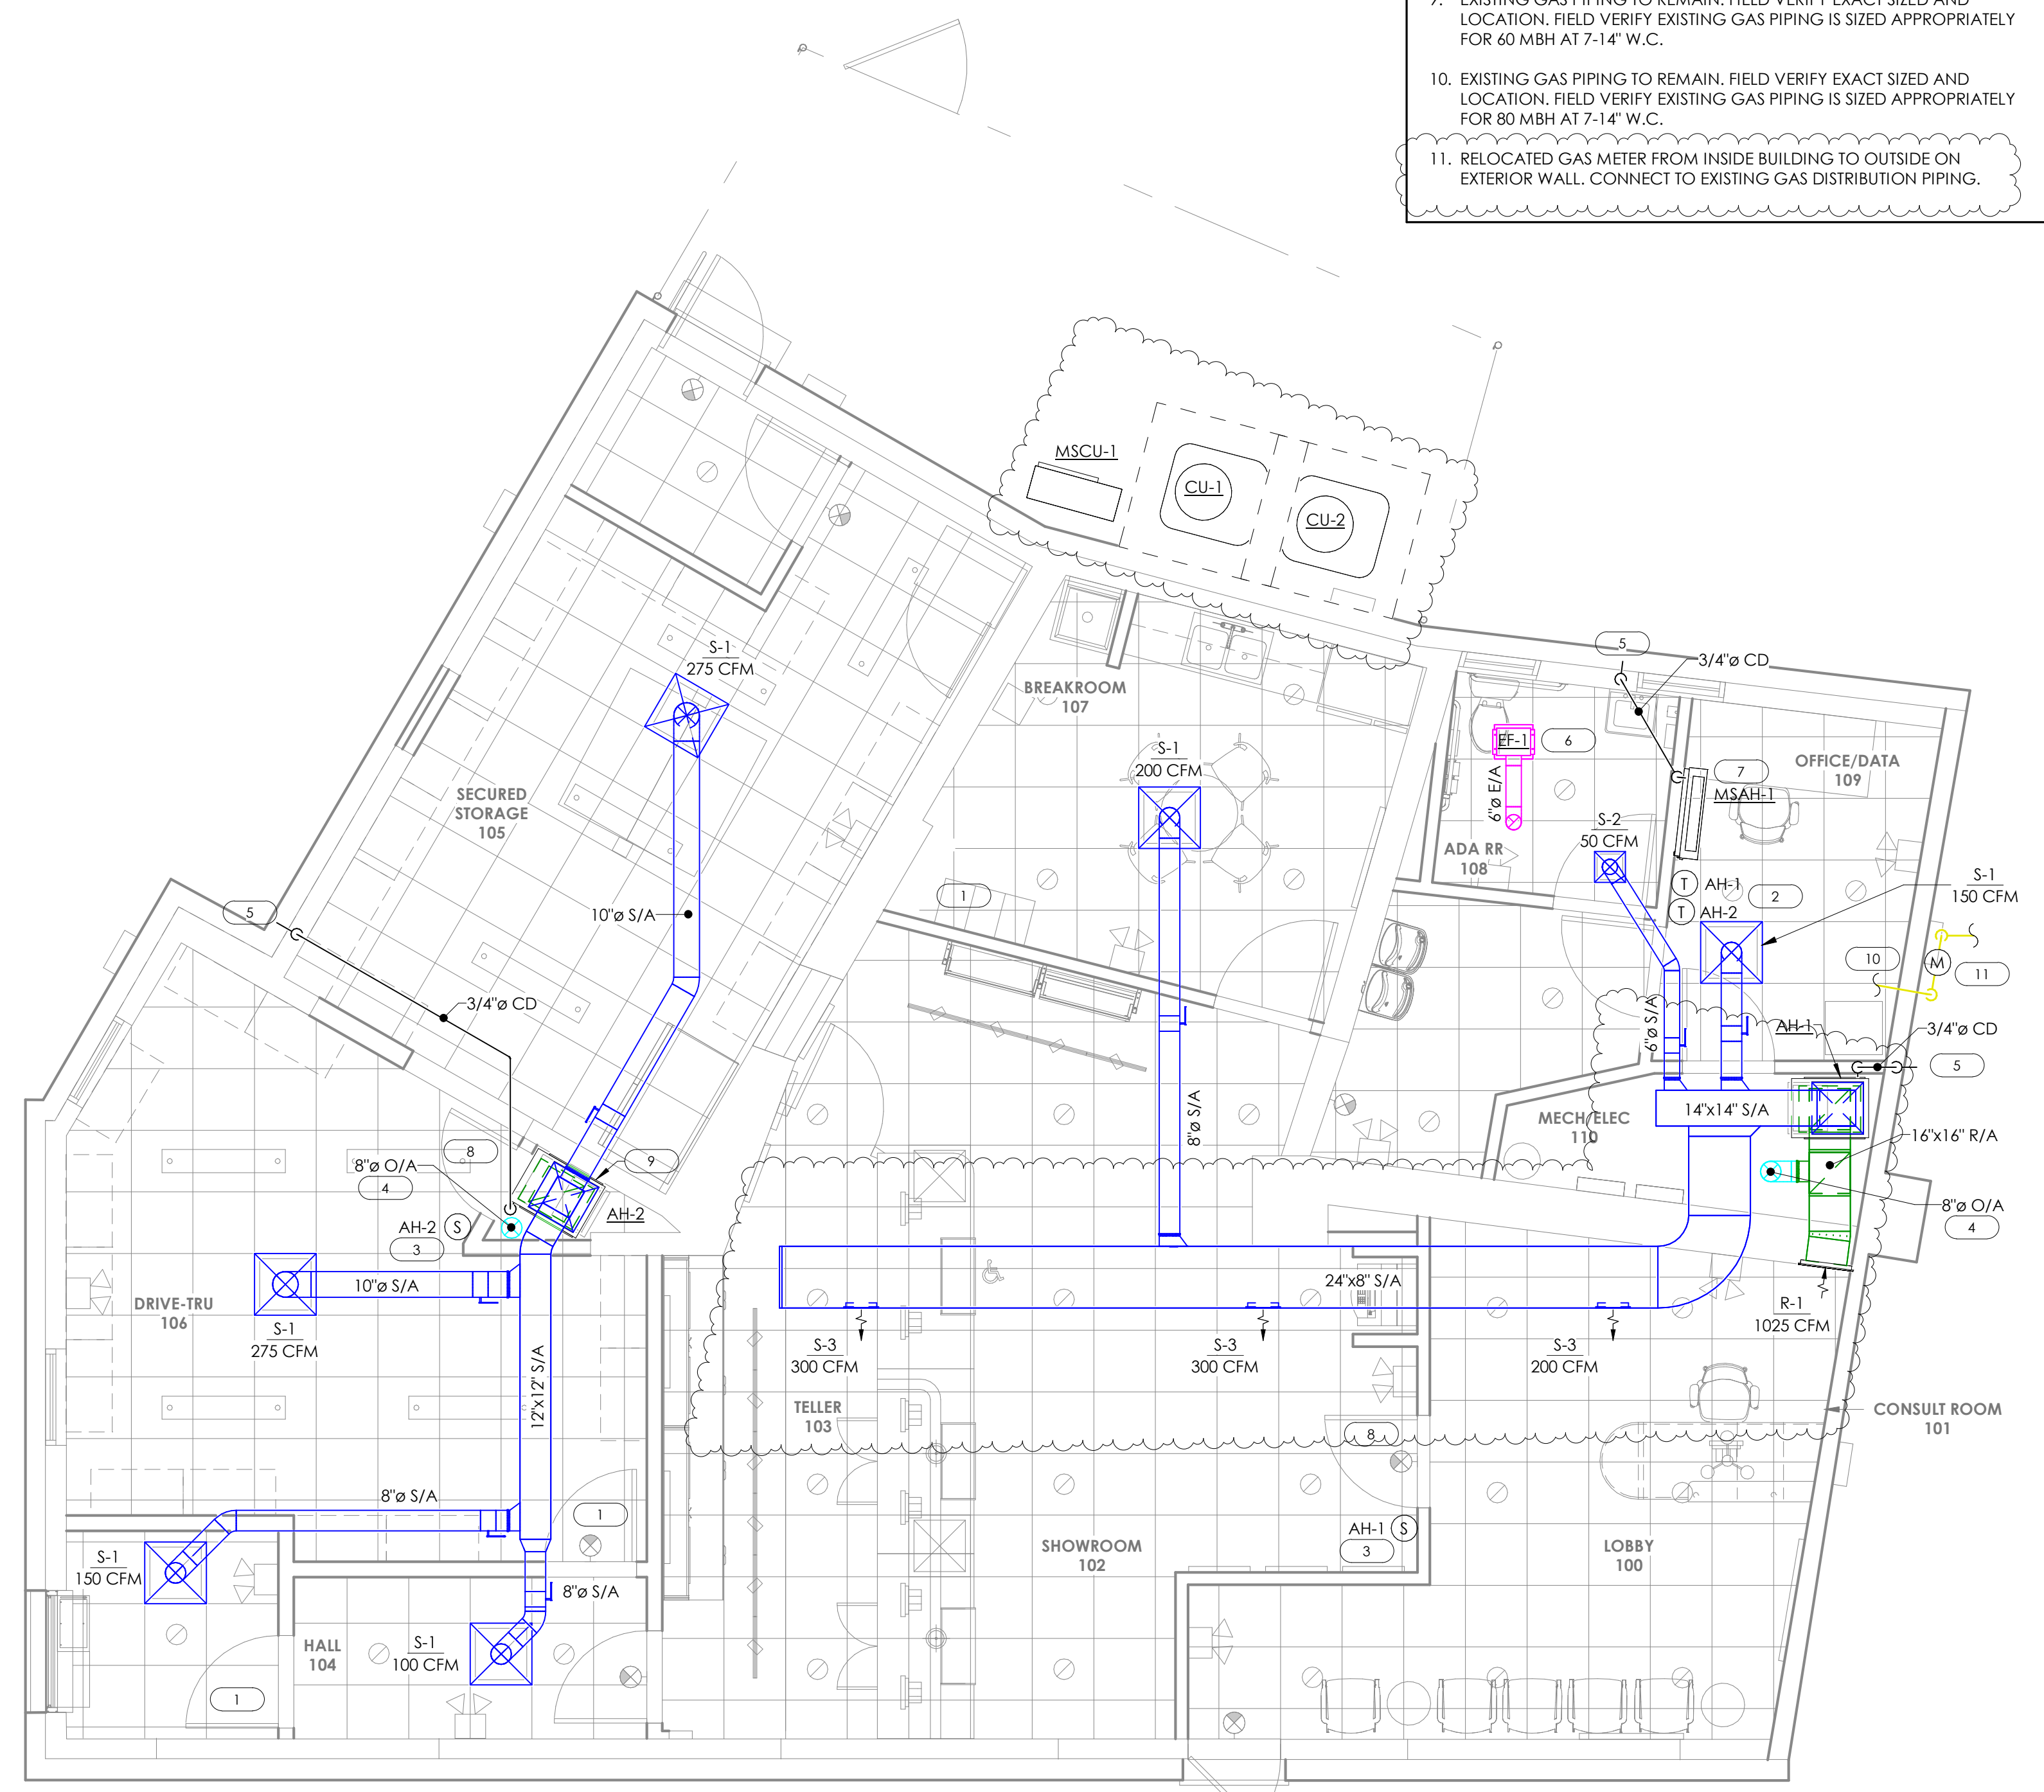 9. EXISTING GAS PIPING TO REMAIN. FIELD VERIFY EXACT SIZED AND
LOCATION. FIELD VERIFY EXISTING GAS PIPING IS SIZED APPROPRIATELY
FOR 60 MBH AT 7-14" W.C.
10. EXISTING GAS PIPING TO REMAIN. FIELD VERIFY EXACT SIZED AND
LOCATION. FIELD VERIFY EXISTING GAS PIPING IS SIZED APPROPRIATELY
FOR 80 MBH AT 7-14" W.C.
11. RELOCATED GAS METER FROM INSIDE BUILDING TO OUTSIDE ON
EXTERIOR WALL. CONNECT TO EXISTING GAS DISTRIBUTION PIPING.
MSCU-1
CU-1
CU-2
S-1
275 CFM
5
3/4"ø CD
BREAKROOM
107
S-1
200 CFM
EF-1
6
6"ø E/A
7
MSAH-1
OFFICE/DATA
109
SECURED
STORAGE
105
S-2
50 CFM
ADA RR
108
T AH-1
2
T AH-2
S-1
150 CFM
1
5
10"ø S/A
10
M
11
3/4"ø CD
6"ø S/A
AH-1
3/4"ø CD
5
8"ø S/A
14"x14" S/A
MECH/ELEC
110
16"x16" R/A
8
8"ø O/A
4
9
AH-2
AH-2 S
3
8"ø O/A
4
10"ø S/A
24"x8" S/A
DRIVE-TRU
106
S-1
275 CFM
R-1
1025 CFM
S-3
300 CFM
S-3
300 CFM
S-3
200 CFM
12"x12" S/A
TELLER
103
CONSULT ROOM
101
8
8"ø S/A
1
AH-1 S
3
SHOWROOM
102
LOBBY
100
S-1
150 CFM
8"ø S/A
HALL
104
S-1
100 CFM
1